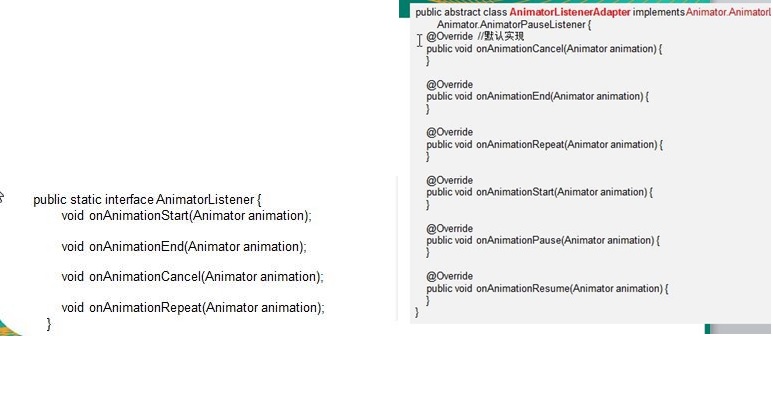 public static interface AnimatorListener {
void onAnimationStart(Animator animation);
void onAnimationEnd(Animator animation);
void onAnimationCancel(Animator animation);
void onAnimationRepeat(Animator animation);
}
public abstract class AnimatorListenerAdapter implements Animator.AnimatorL
Animator.AnimatorPauseListener {
@Override //默认实现
public void onAnimationCancel(Animator animation) {
}
@Override
public void onAnimationEnd(Animator animation) {
}
@Override
public void onAnimationRepeat(Animator animation) {
}
@Override
public void onAnimationStart(Animator animation) {
}
@Override
public void onAnimationPause(Animator animation) {
}
@Override
public void onAnimationResume(Animator animation) {
}
}